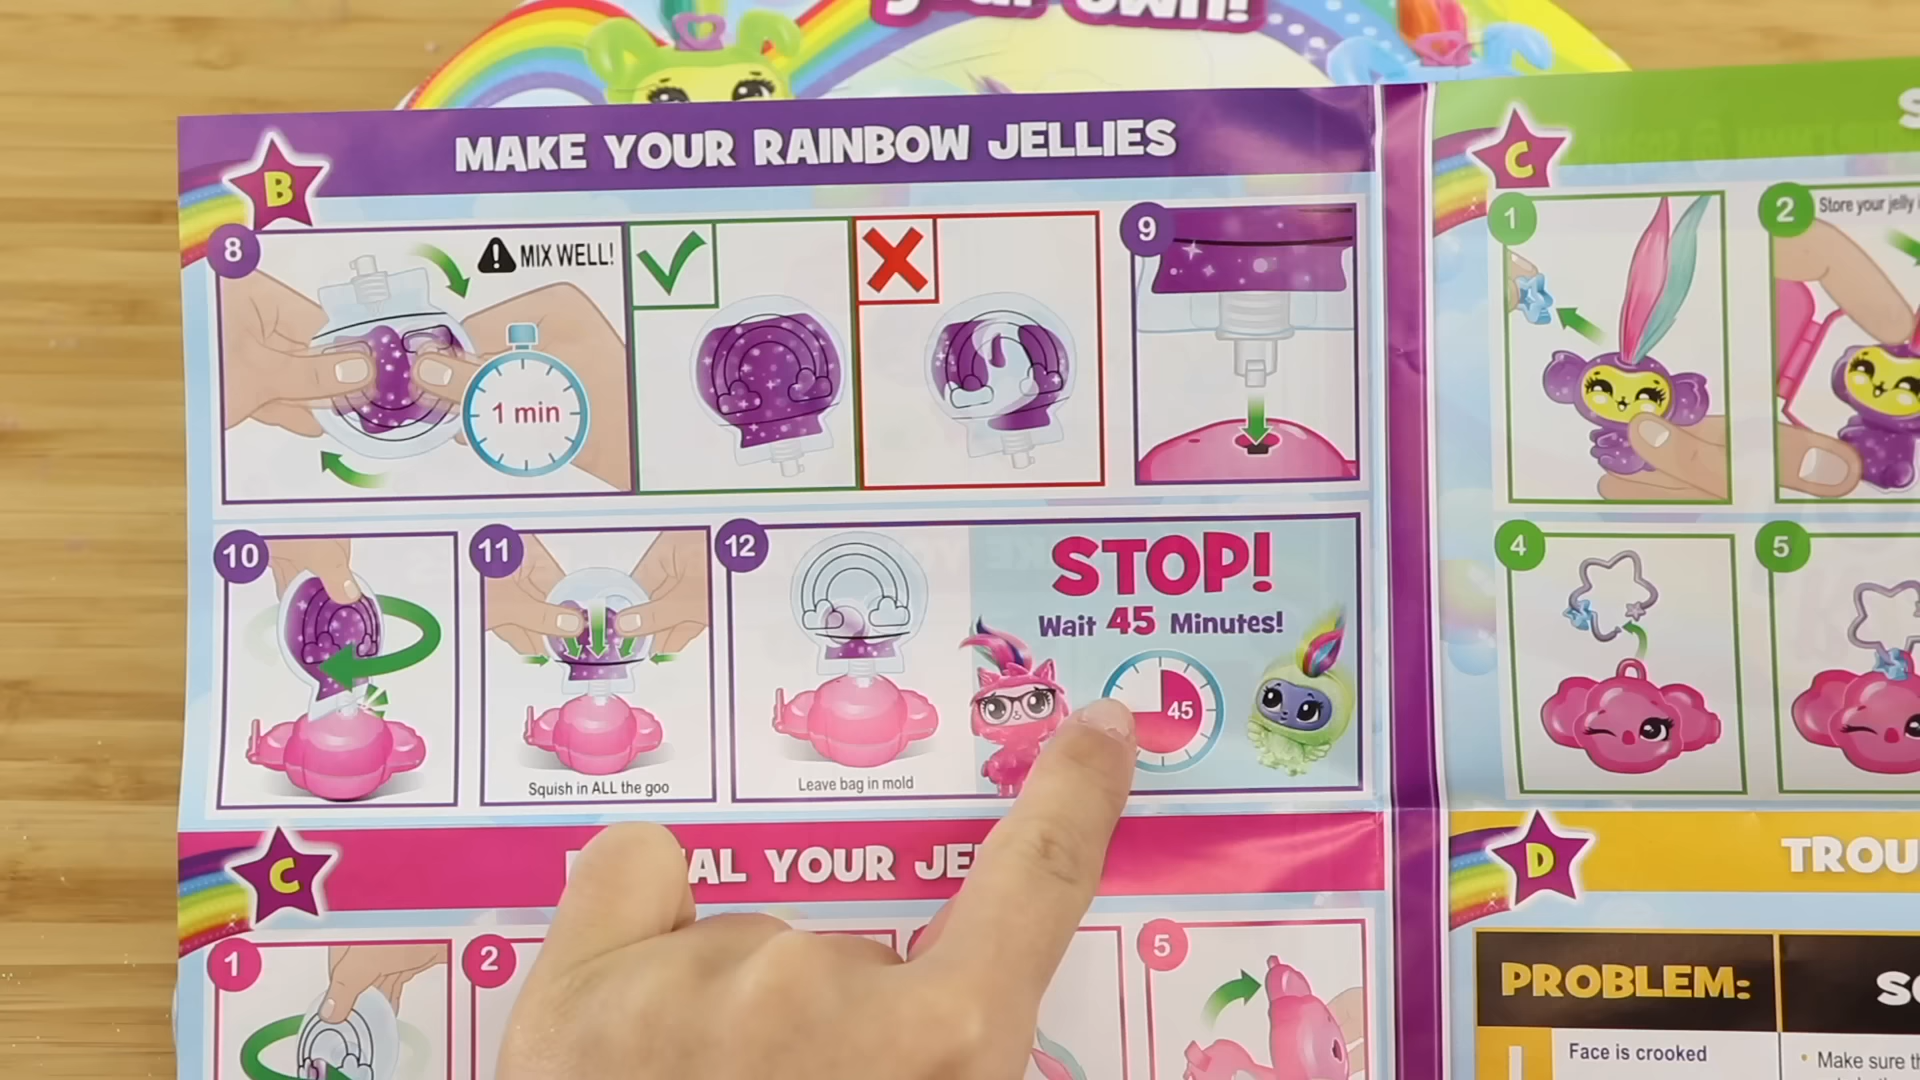 your own!
B
MAKE YOUR RAINBOW JELLIES
8
MIX WELL!
1 min
9
10
11
Squish in ALL the goo
12
Leave bag in mold
STOP!
Wait 45 Minutes!
45
C
AL YOUR JE
1
2
5
C
1
2
Store your jelly
4
5
D
TROU
PROBLEM:
Face is crooked
• Make sure